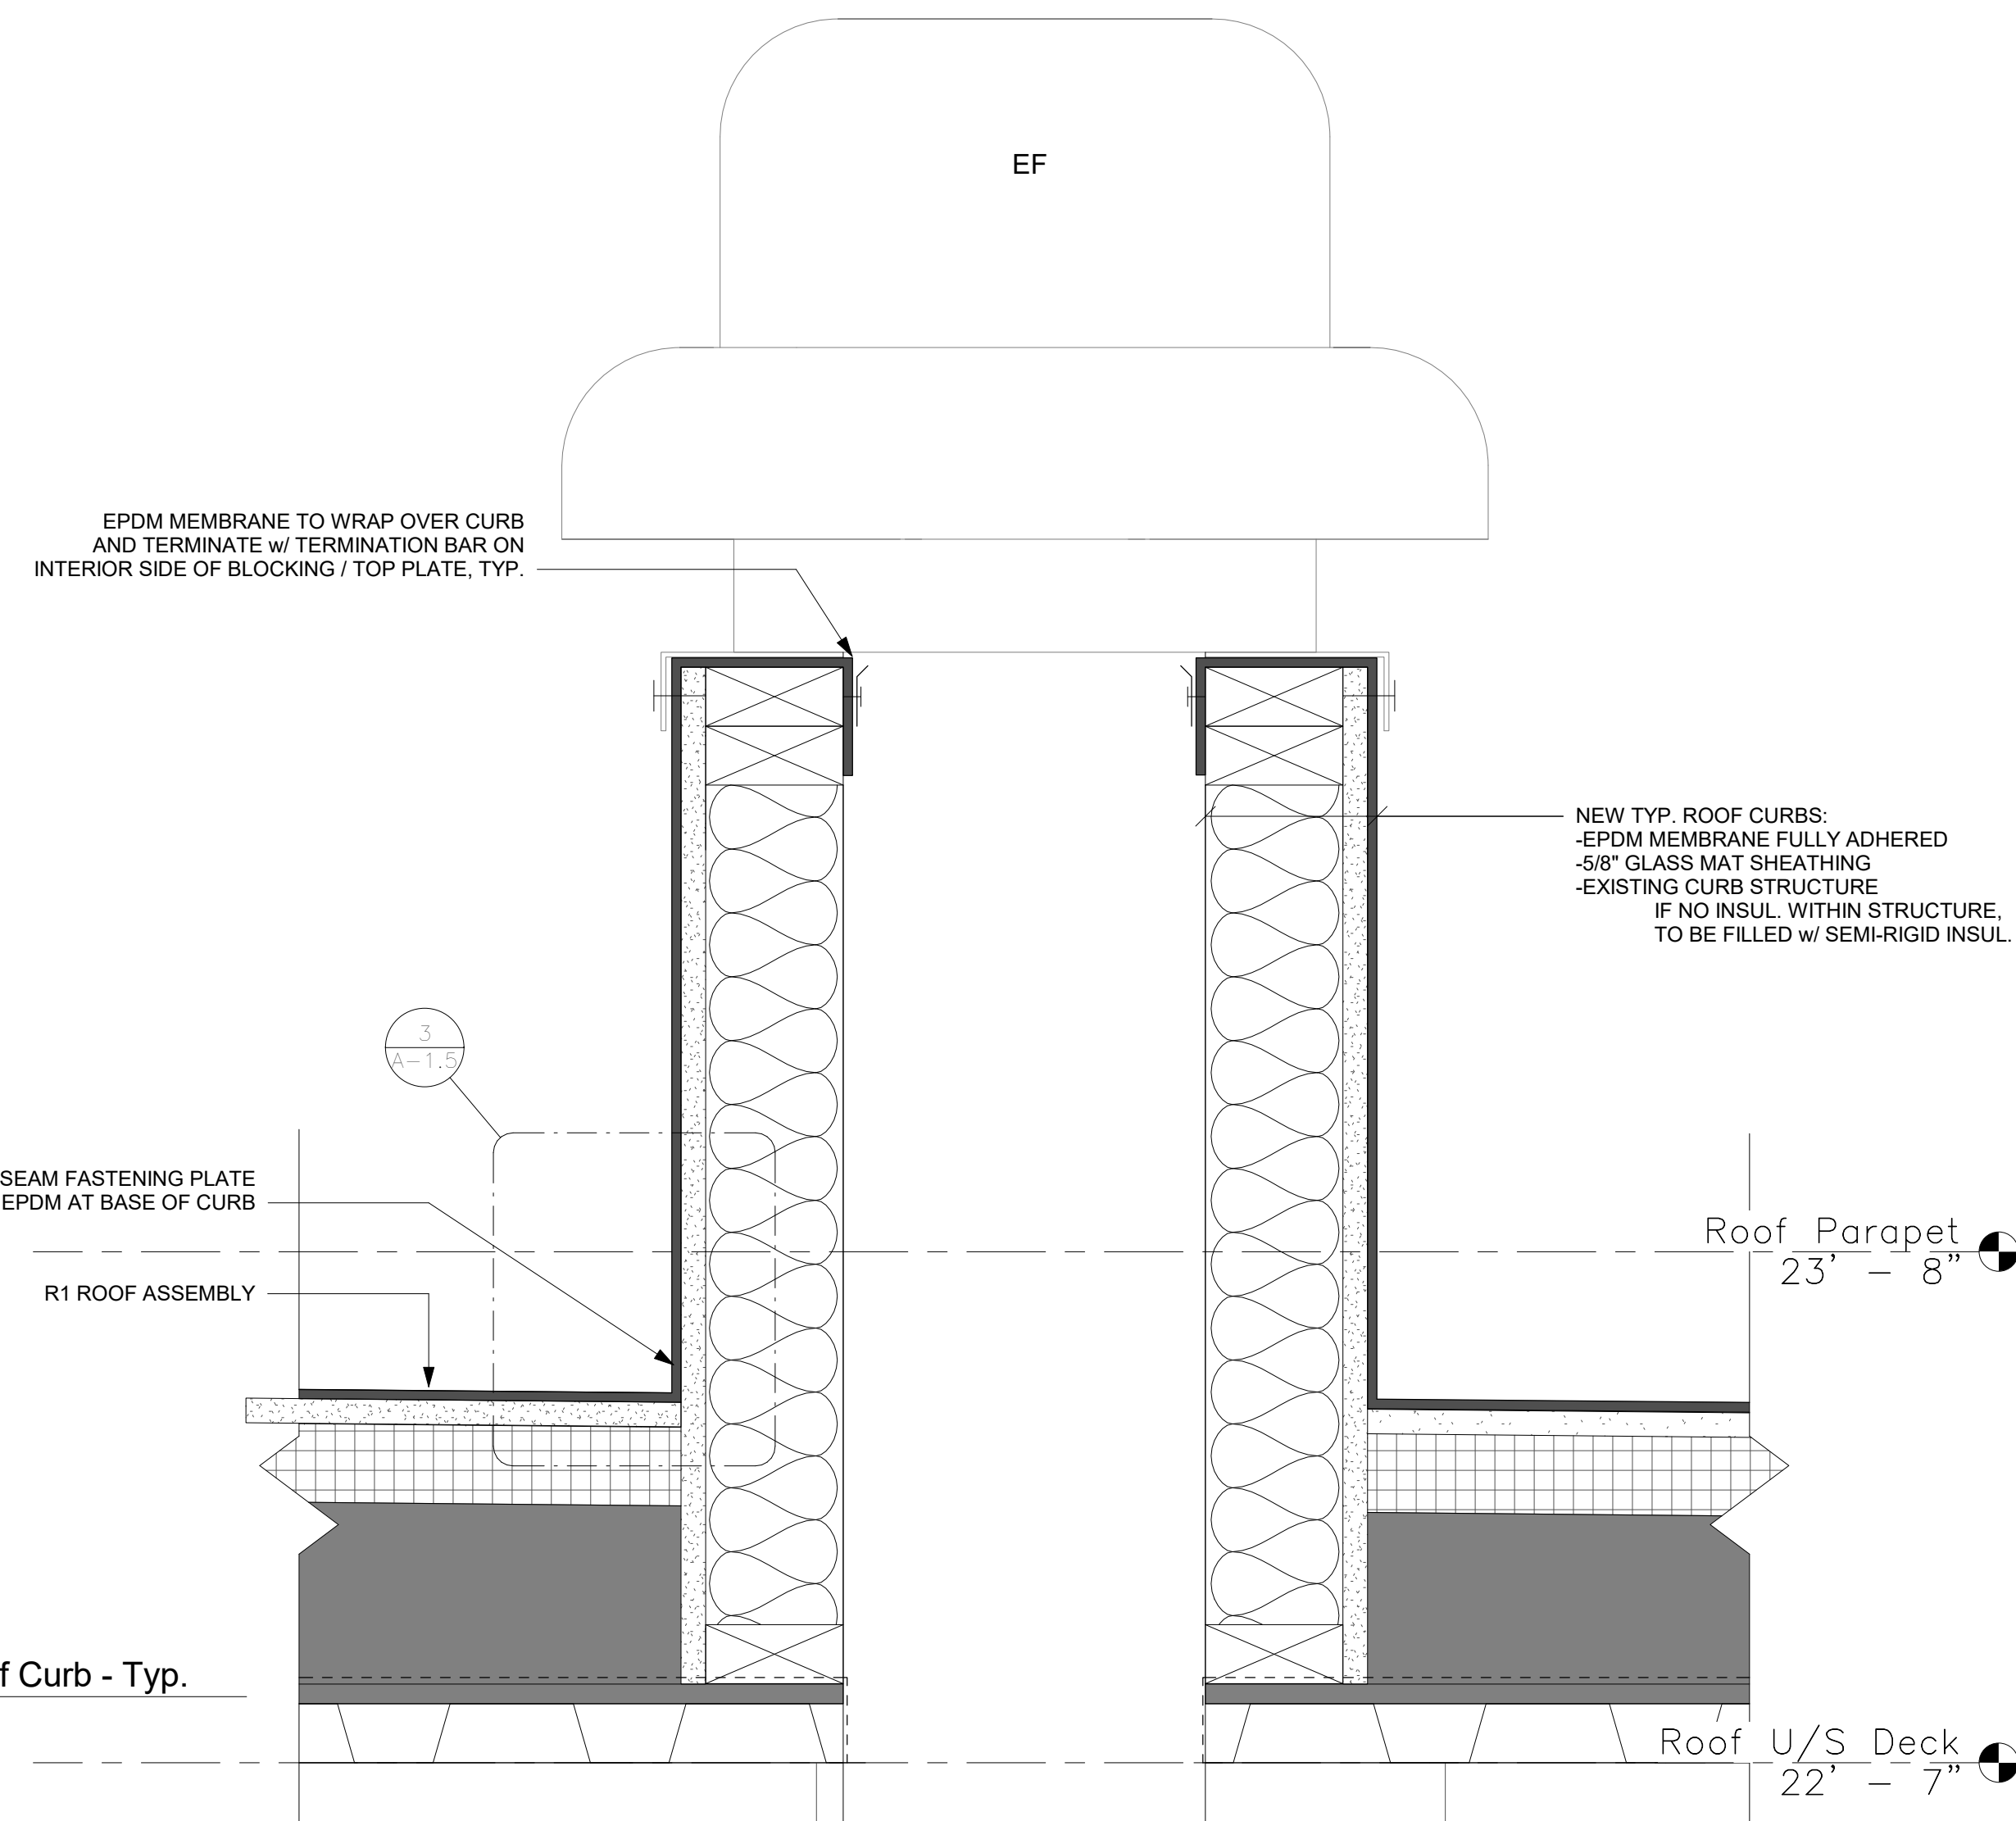 EF
EPDM MEMBRANE TO WRAP OVER CURB
AND TERMINATE w/ TERMINATION BAR ON
INTERIOR SIDE OF BLOCKING / TOP PLATE, TYP.
NEW TYP. ROOF CURBS:
-EPDM MEMBRANE FULLY ADHERED
-5/8" GLASS MAT SHEATHING
-EXISTING CURB STRUCTURE
IF NO INSUL. WITHIN STRUCTURE,
TO BE FILLED w/ SEMI-RIGID INSUL.
3
A-1.5
SEAM FASTENING PLATE
EPDM AT BASE OF CURB
Roof Parapet
23' - 8"
R1 ROOF ASSEMBLY
f Curb - Typ.
Roof U/S Deck
22' - 7"